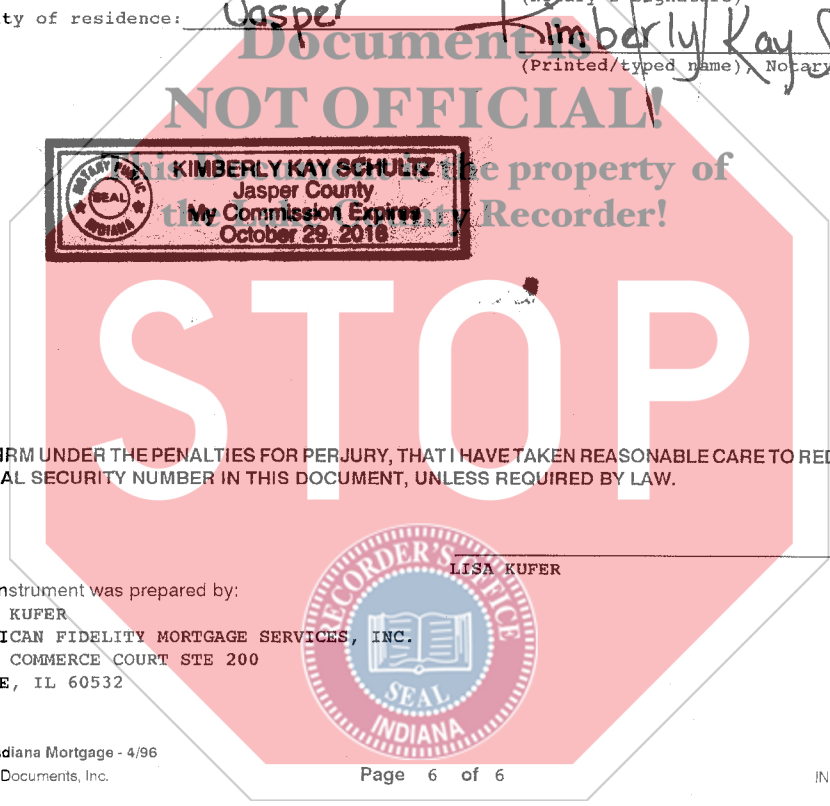 ty of residence: Jasper
(Notary's Signature)
Kimberly Kay S
(Printed/typed name), Notary
Document is
NOT OFFICIAL!
This Document is the property of
the Lake County Recorder!
NOTARY PUBLIC
SEAL
INDIANA
KIMBERLY KAY SCHULTZ
Jasper County
My Commission Expires
October 29, 2016
STOP
IRM UNDER THE PENALTIES FOR PERJURY, THAT I HAVE TAKEN REASONABLE CARE TO RED
AL SECURITY NUMBER IN THIS DOCUMENT, UNLESS REQUIRED BY LAW.
LISA KUFER
nstrument was prepared by:
KUFER
ICAN FIDELITY MORTGAGE SERVICES, INC.
COMMERCE COURT STE 200
E, IL 60532
RECORDER'S OFFICE
SEAL
INDIANA
diana Mortgage - 4/96
Documents, Inc.
Page 6 of 6
IN